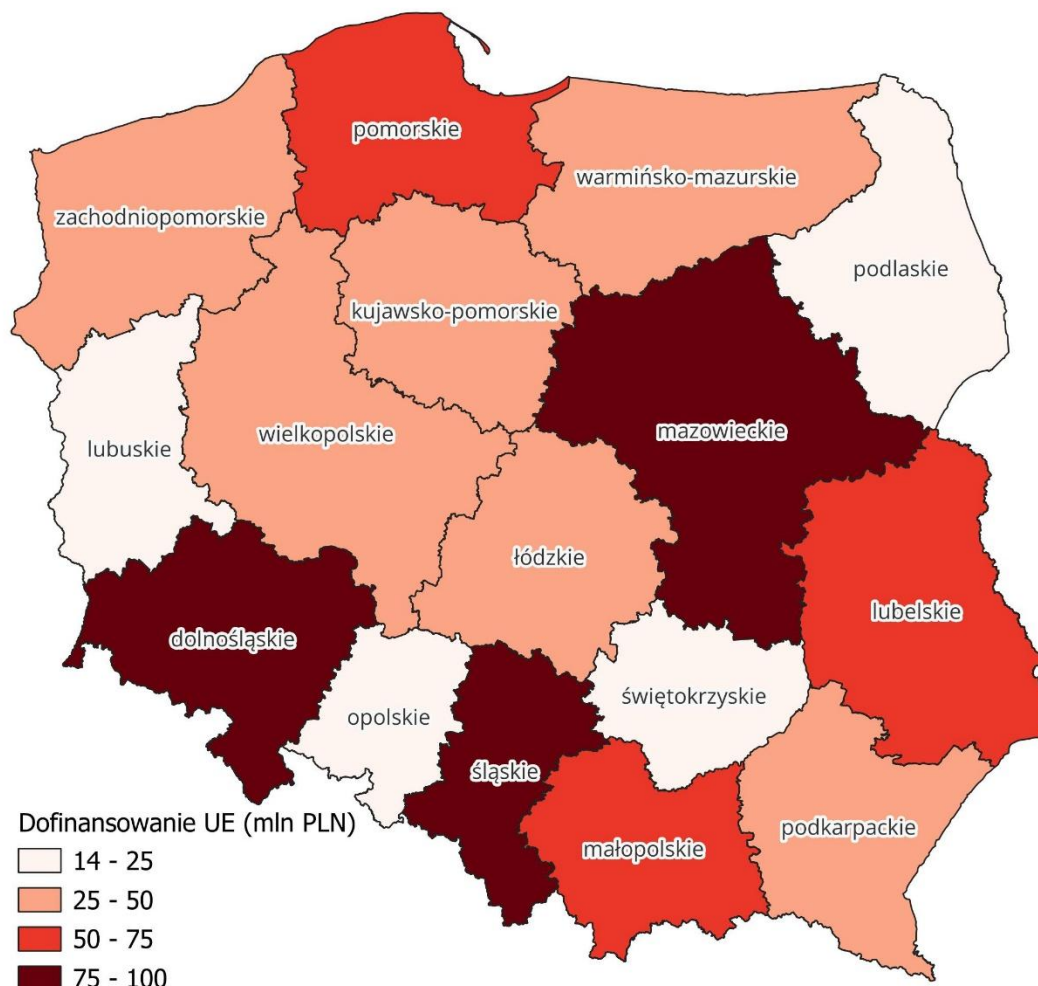 pomorskie
warmińsko-mazurskie
zachodniopomorskie
podlaskie
kujawsko-pomorskie
mazowieckie
wielkopolskie
lubuskie
łódzkie
lubelskie
dolnośląskie
świętokrzyskie
opolskie
śląskie
podkarpackie
małopolskie
Dofinansowanie UE (mln PLN)
14 - 25
25 - 50
50 - 75
75 - 100